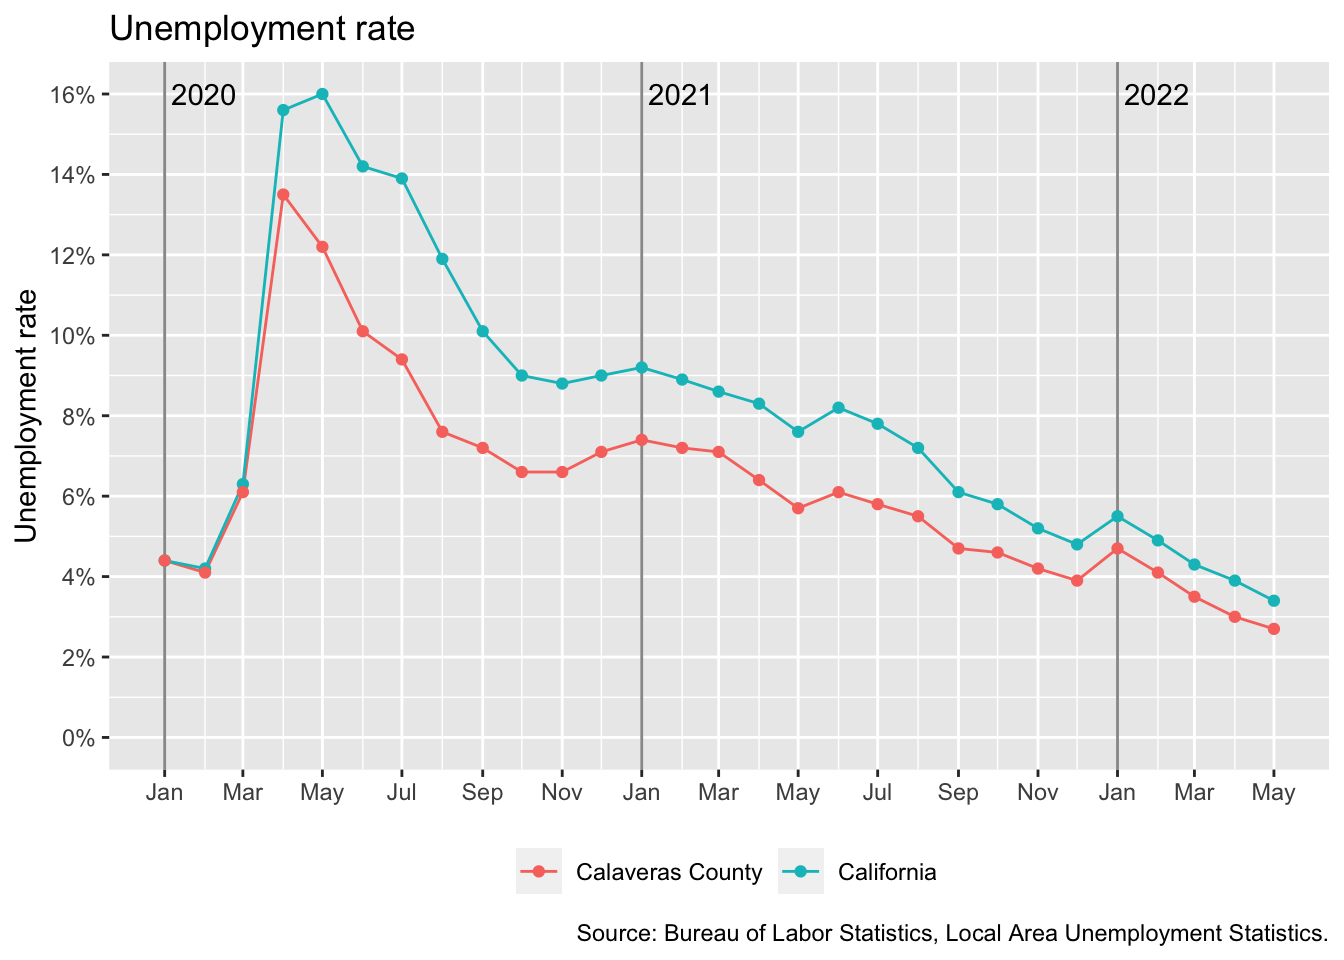 Unemployment rate
2020 2021 2022
16%
14%
12%
10%
8%
6%
4%
2%
0%
Unemployment rate
Jan Mar May Jul Sep Nov Jan Mar May Jul Sep Nov Jan Mar May
Calaveras County California
Source: Bureau of Labor Statistics, Local Area Unemployment Statistics.